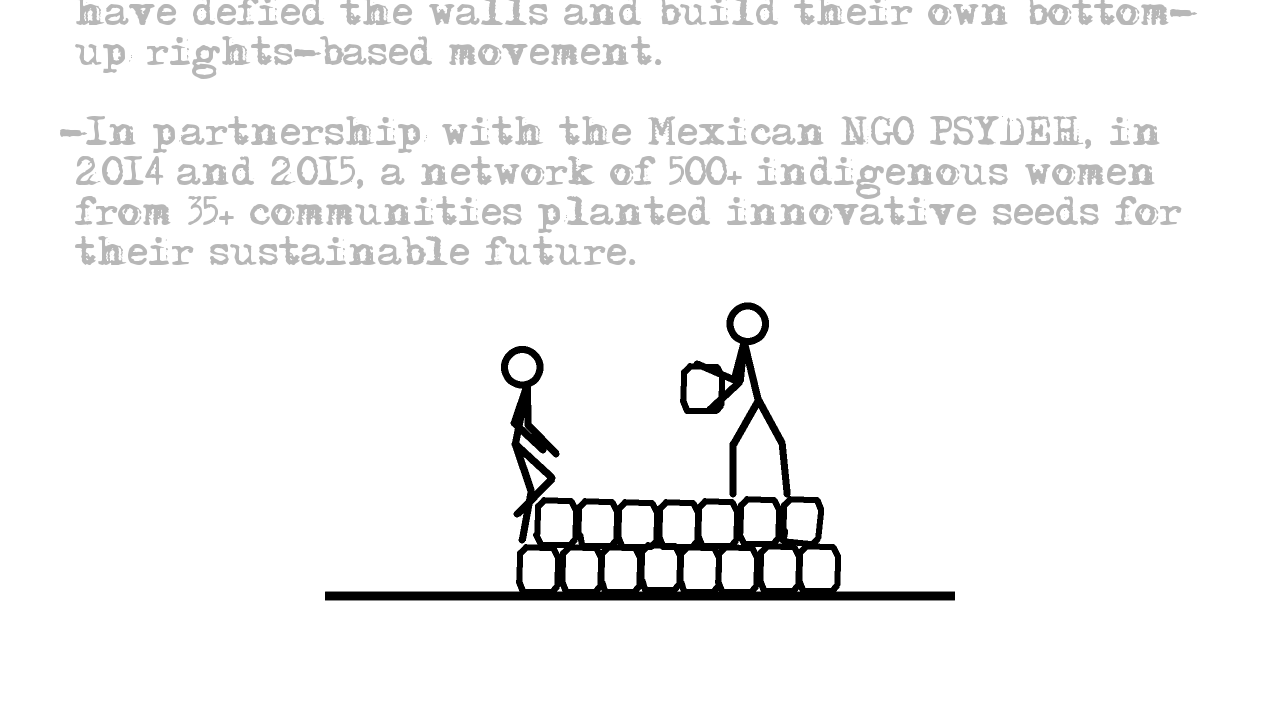 have defied the walls and build their own bottom-
up rights-based movement.
-In partnership with the Mexican NGO PSYDEH, in
2014 and 2015, a network of 500+ indigenous women
from 35+ communities planted innovative seeds for
their sustainable future.